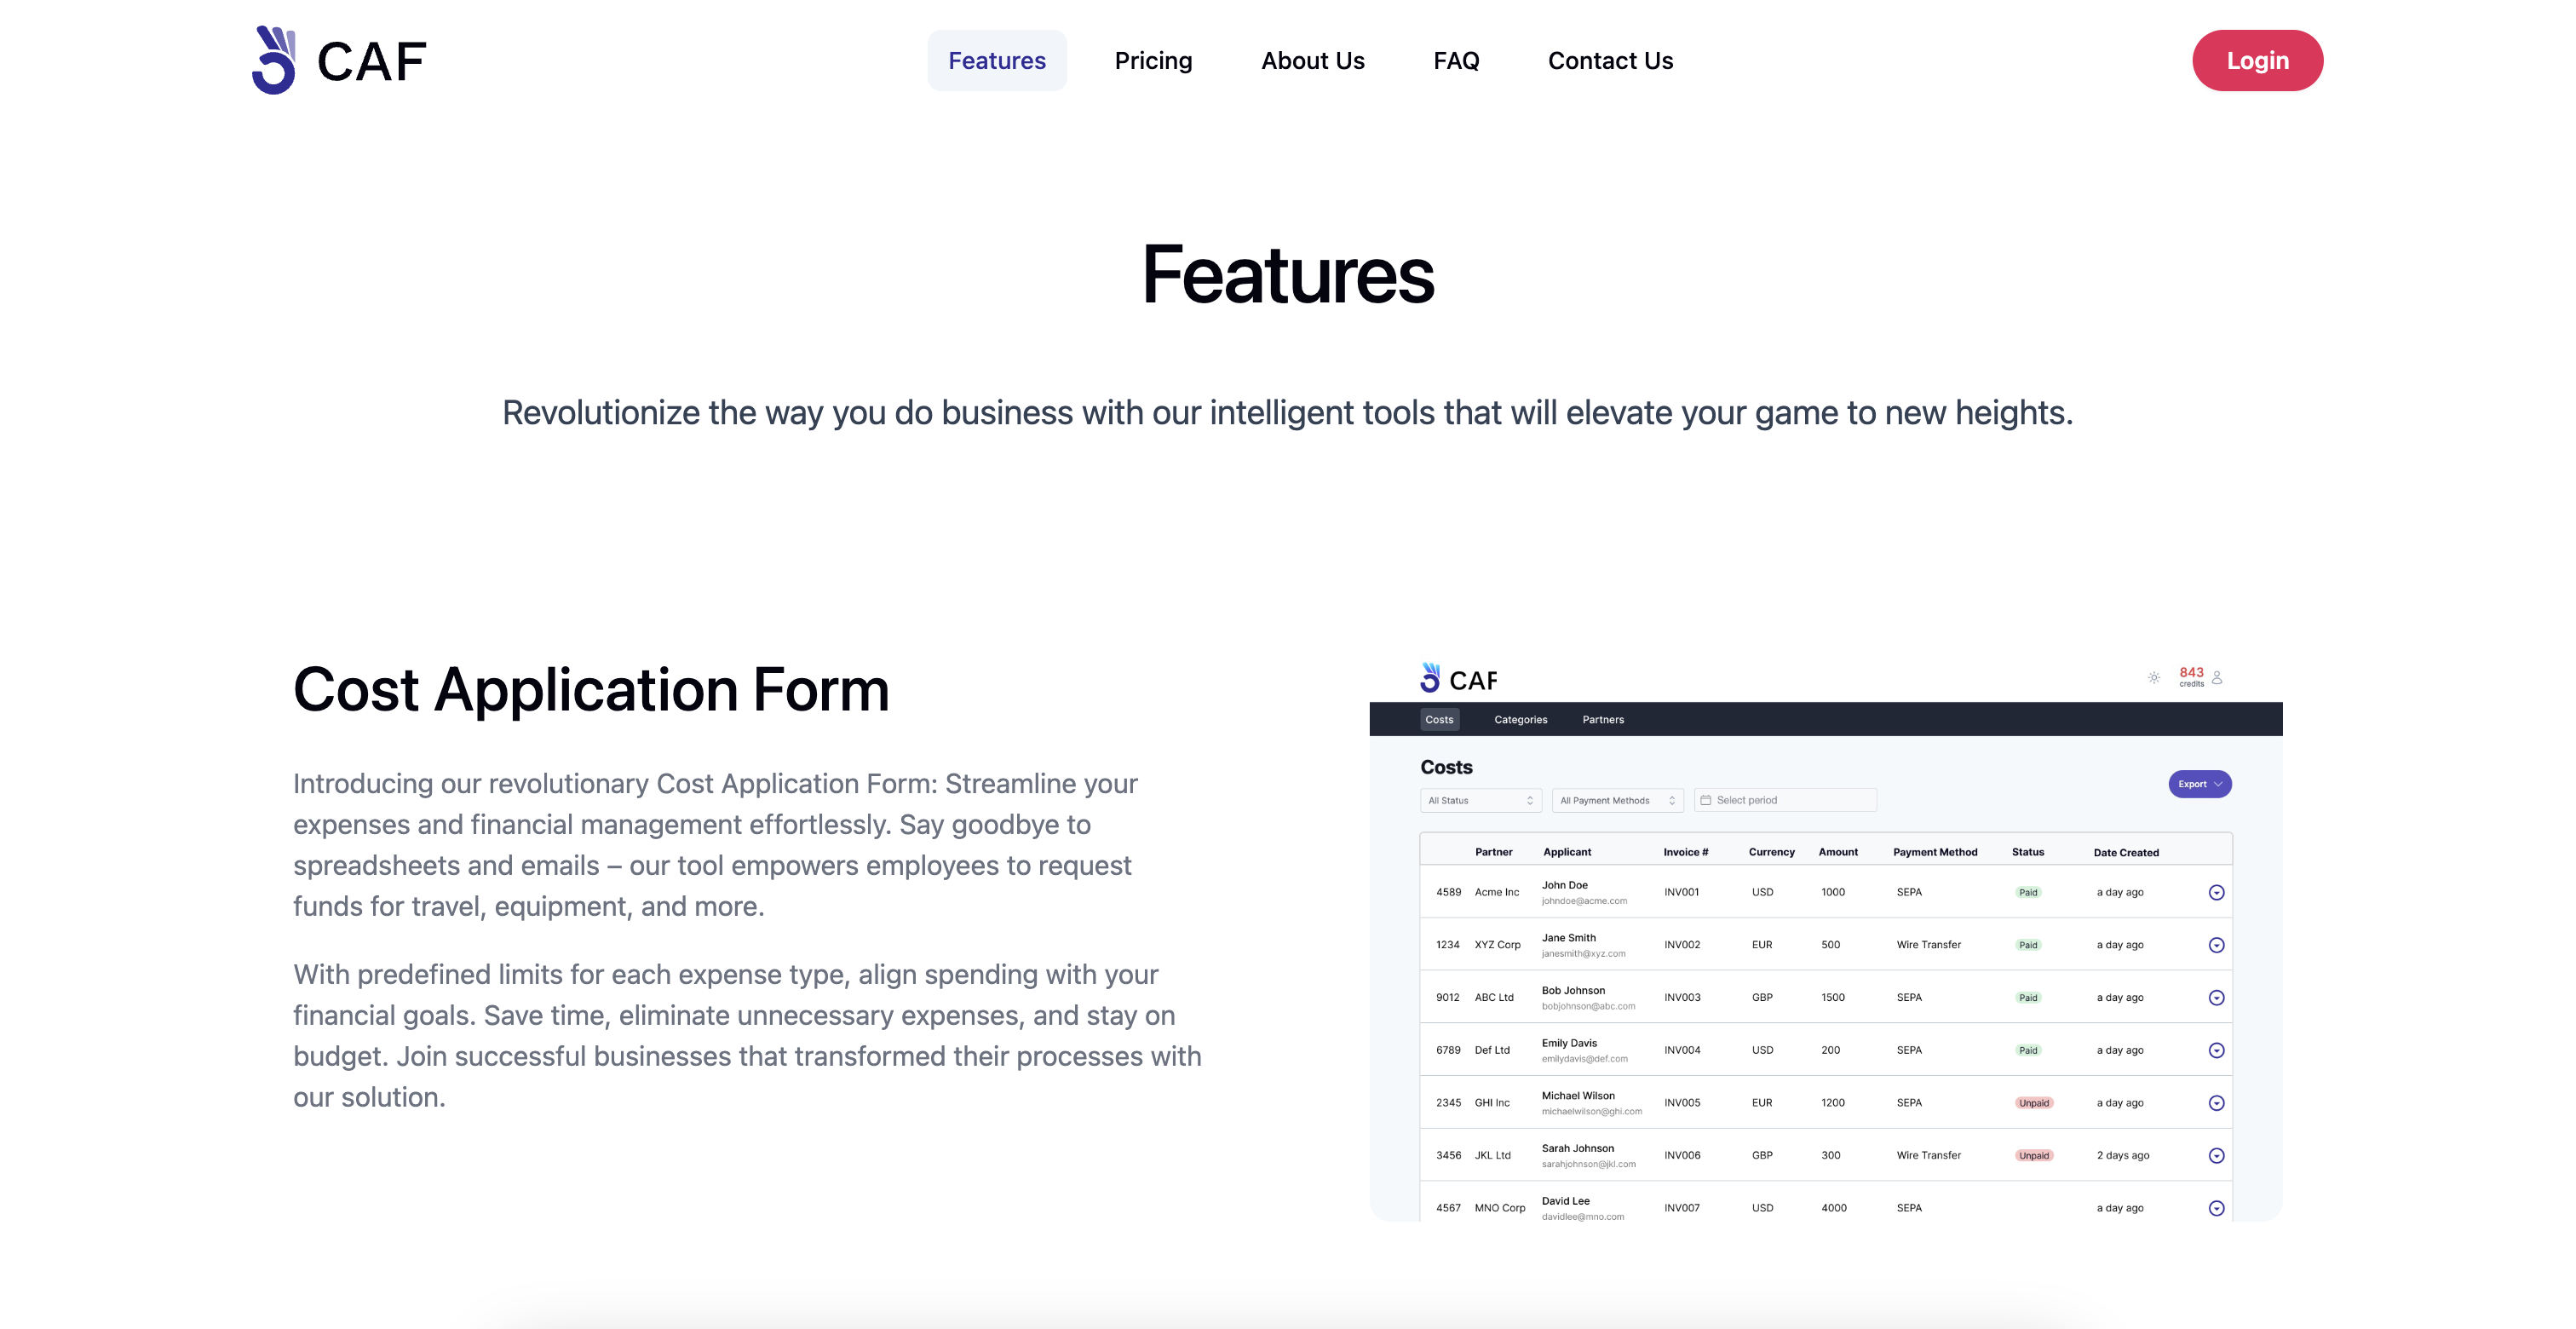 CAF
Features Pricing About Us FAQ Contact Us
Login
Features
Revolutionize the way you do business with our intelligent tools that will elevate your game to new heights.
Cost Application Form
Introducing our revolutionary Cost Application Form: Streamline your
expenses and financial management effortlessly. Say goodbye to
spreadsheets and emails – our tool empowers employees to request
funds for travel, equipment, and more.
With predefined limits for each expense type, align spending with your
financial goals. Save time, eliminate unnecessary expenses, and stay on
budget. Join successful businesses that transformed their processes with
our solution.
CAF
843
credits
Costs Categories Partners
Costs
Export
All Status All Payment Methods Select period
Partner Applicant Invoice # Currency Amount Payment Method Status Date Created
4589 Acme Inc John Doe INV001 USD 1000 SEPA Paid a day ago
johndoe@acme.com
1234 XYZ Corp Jane Smith INV002 EUR 500 Wire Transfer Paid a day ago
janesmith@xyz.com
9012 ABC Ltd Bob Johnson INV003 GBP 1500 SEPA Paid a day ago
bobjohnson@abc.com
6789 Def Ltd Emily Davis INV004 USD 200 SEPA Paid a day ago
emilydavis@def.com
2345 GHI Inc Michael Wilson INV005 EUR 1200 SEPA Unpaid a day ago
michaelwilson@ghi.com
3456 JKL Ltd Sarah Johnson INV006 GBP 300 Wire Transfer Unpaid 2 days ago
sarahjohnson@jkl.com
4567 MNO Corp David Lee INV007 USD 4000 SEPA a day ago
davidlee@mno.com